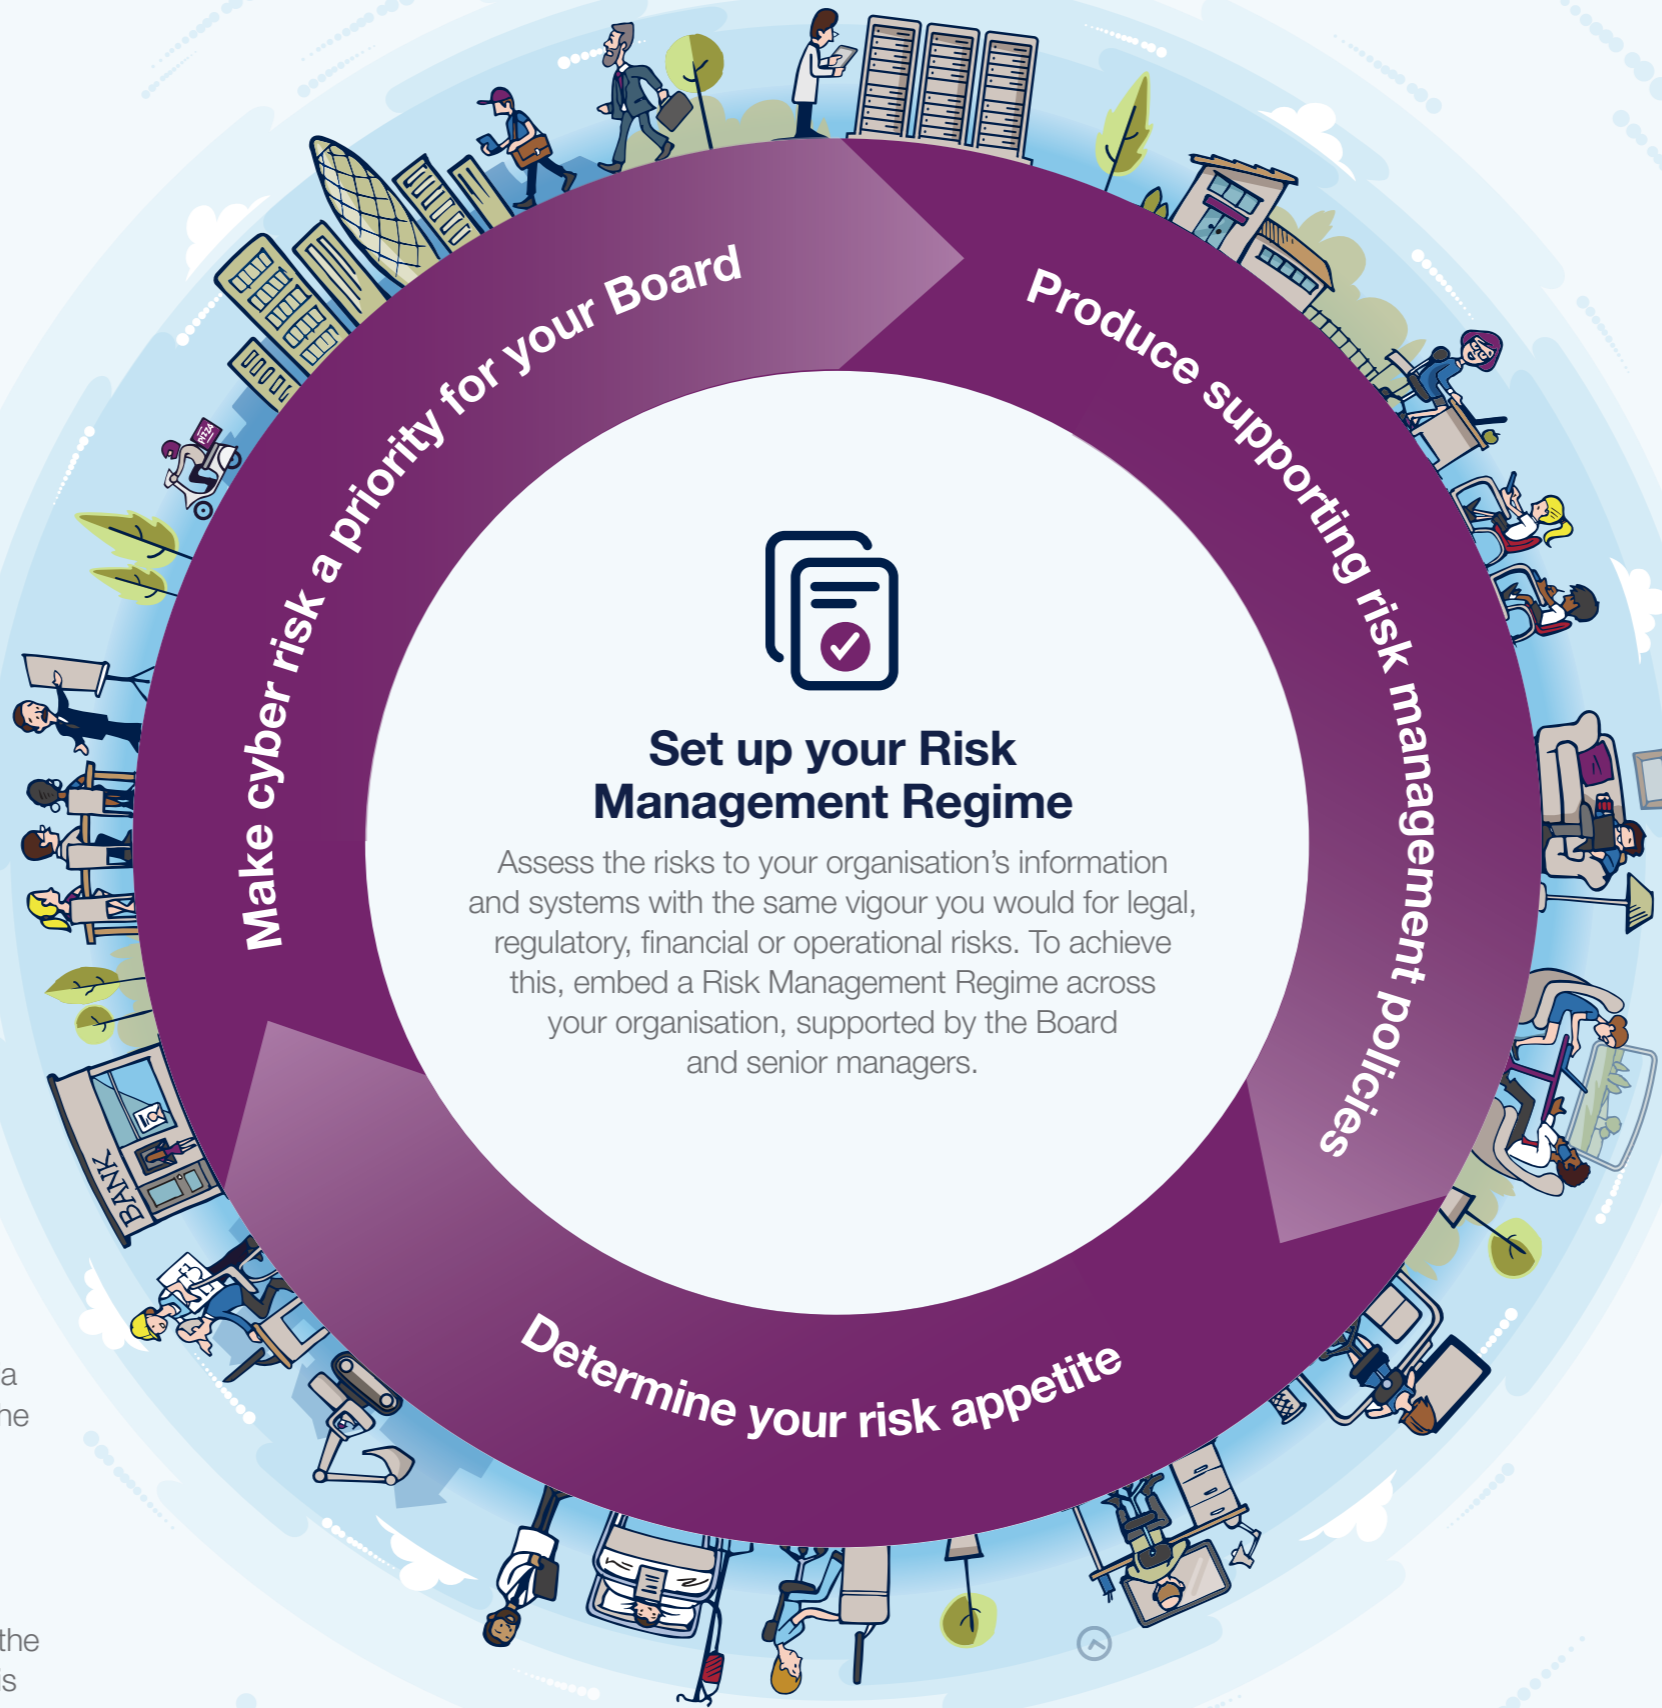 Make cyber risk a priority for your Board
Produce supporting risk management policies
PIZZA
Set up your Risk
Management Regime
Assess the risks to your organisation’s information
and systems with the same vigour you would for legal,
regulatory, financial or operational risks. To achieve
this, embed a Risk Management Regime across
your organisation, supported by the Board
and senior managers.
BANK
Determine your risk appetite
a
he
the
is